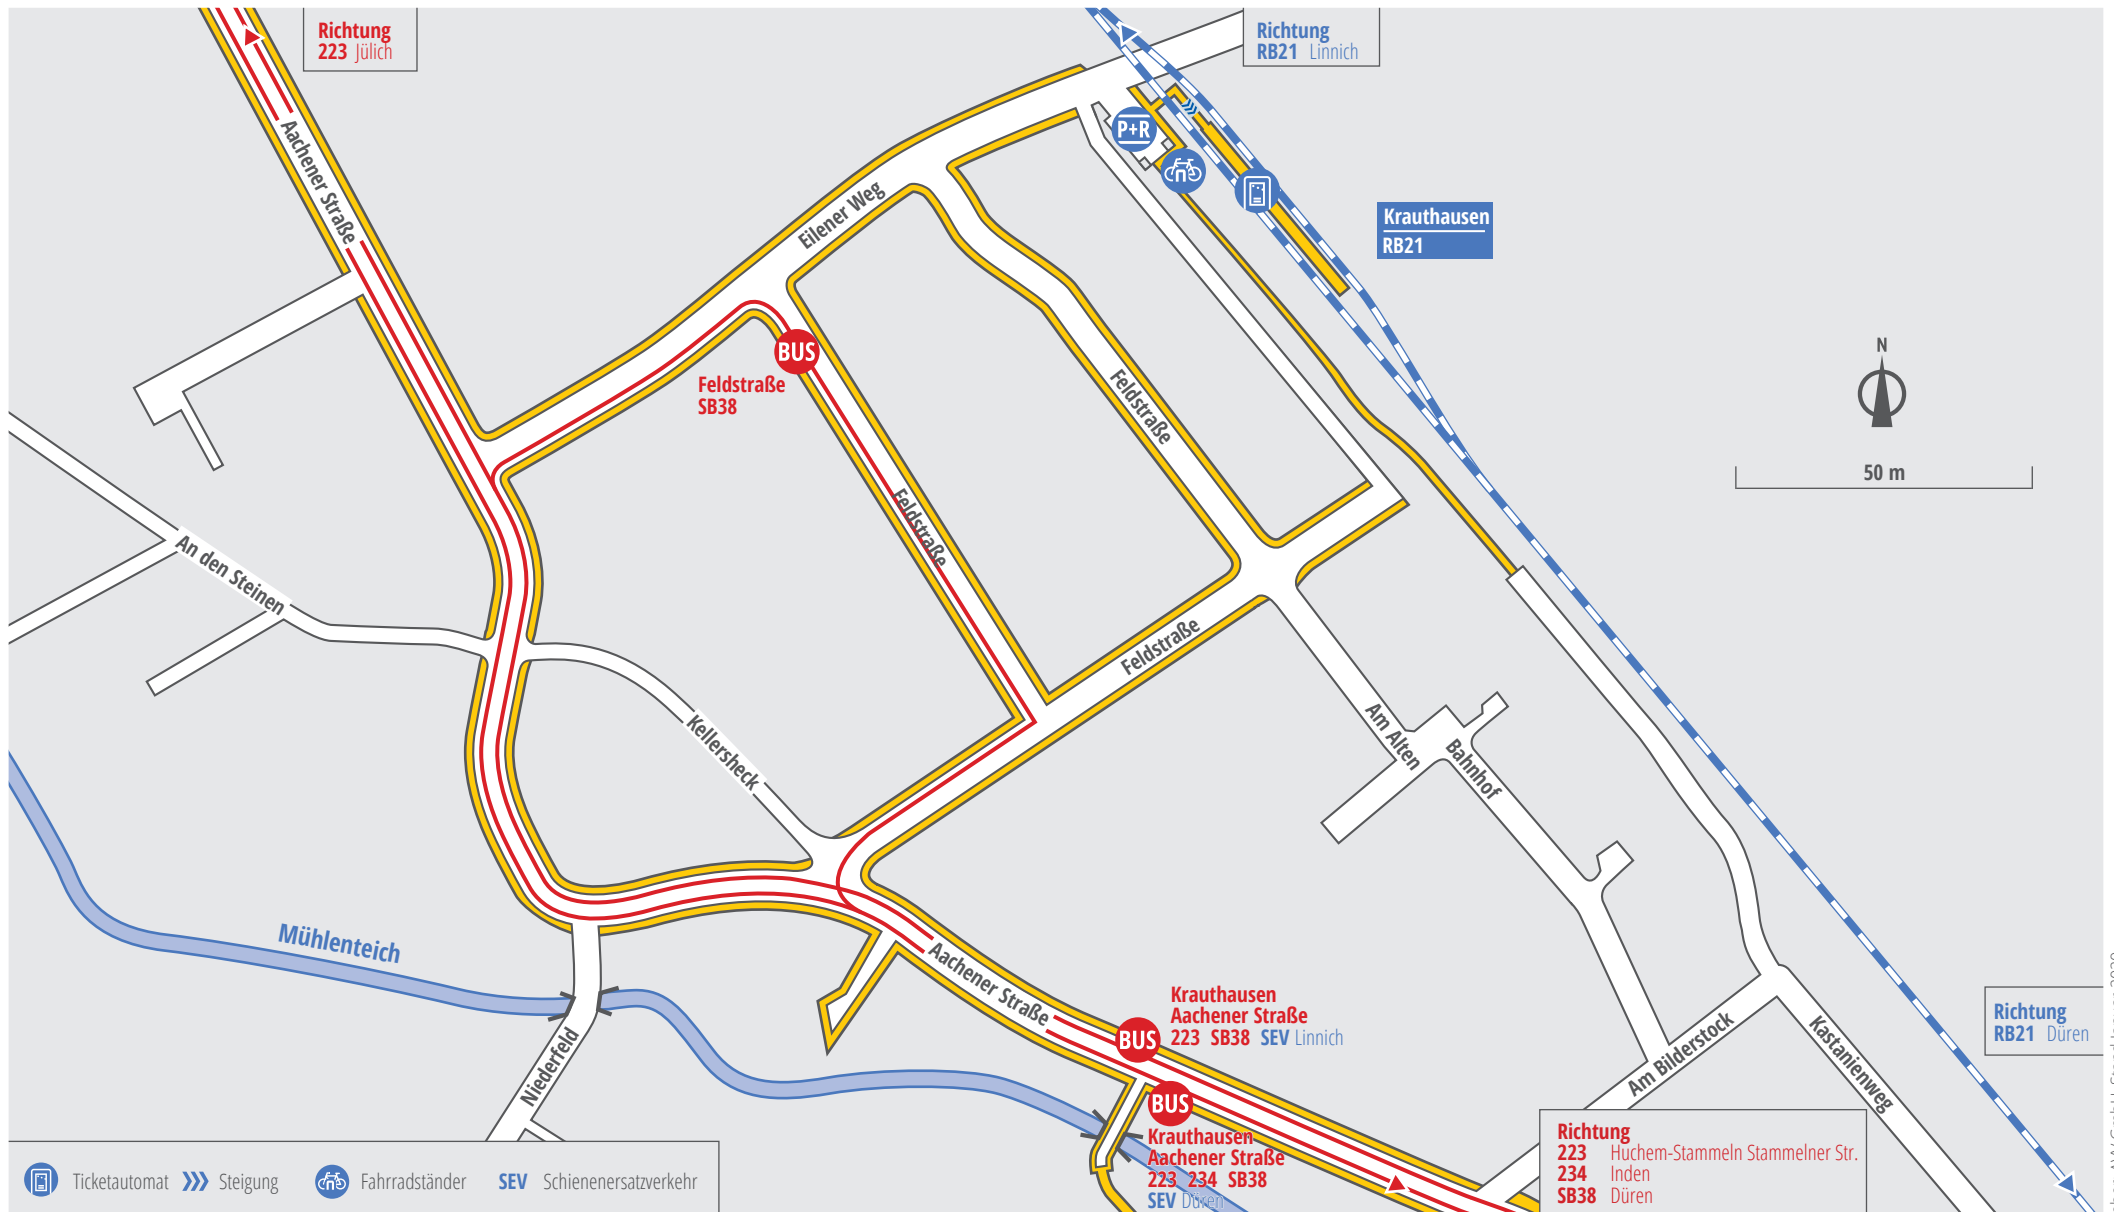 Richtung
223 Jülich
Richtung
RB21 Linnich
Aachener Straße
P+R
Eilener Weg
Krauthausen
RB21
N
BUS
Feldstraße
SB38
Feldstraße
50 m
Feldstraße
An den Steinen
Feldstraße
Kellersheck
Am Alten
Bahnhof
Mühlenteich
Aachener Straße
BUS
Krauthausen
Aachener Straße
223 SB38 SEV Linnich
Richtung
RB21 Düren
Niederfeld
Am Bilderstock
Kastanienweg
BUS
Krauthausen
Aachener Straße
223 234 SB38
SEV Düren
Richtung
223 Huchem-Stammeln Stammelner Str.
234 Inden
SB38 Düren
Ticketautomat
Steigung
Fahrradständer
SEV Schienenersatzverkehr